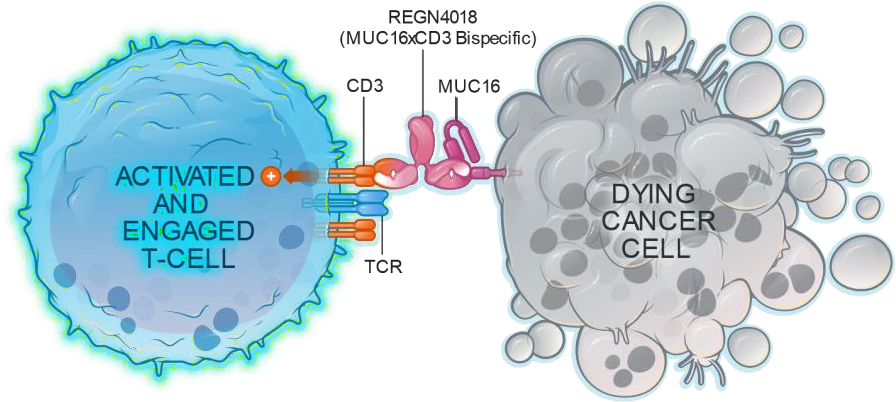 REGN4018
(MUC16xCD3 Bispecific)
CD3
MUC16
ACTIVATED
AND
ENGAGED
T-CELL
+
TCR
DYING
CANCER
CELL